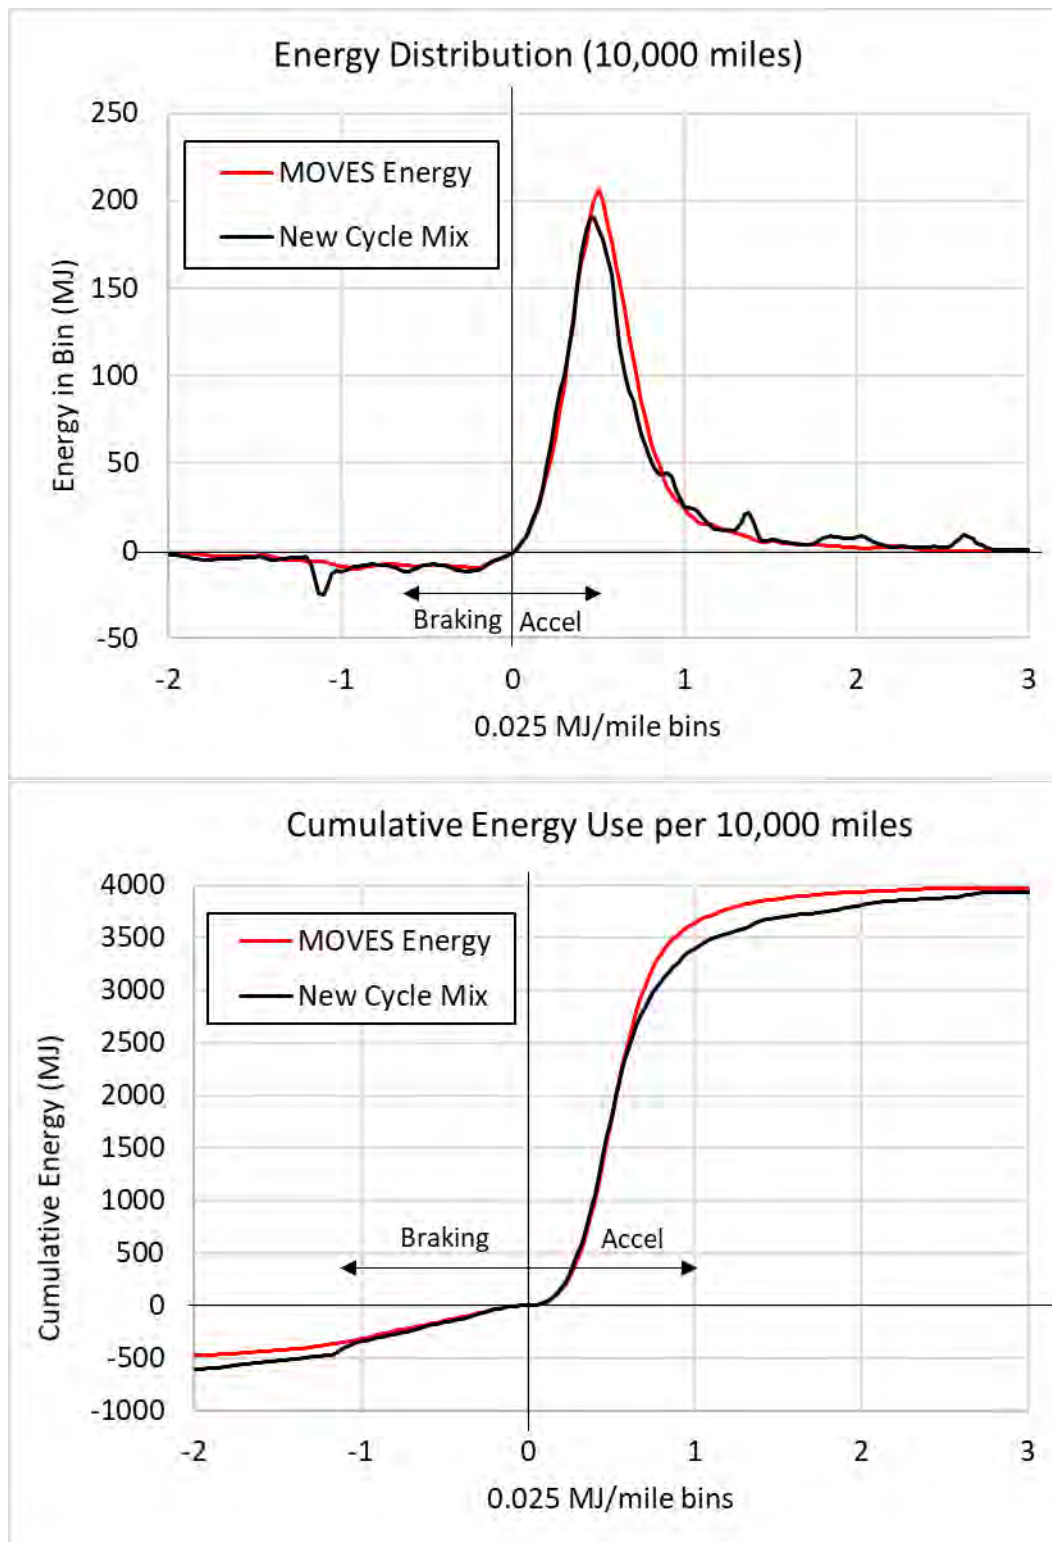 Energy Distribution (10,000 miles)
250
200
150
100
50
0
-50
Energy in Bin (MJ)
MOVES Energy
New Cycle Mix
Braking
Accel
-2 -1 0 1 2 3
0.025 MJ/mile bins
Cumulative Energy Use per 10,000 miles
4000
3500
3000
2500
2000
1500
1000
500
0
-500
-1000
Cumulative Energy (MJ)
MOVES Energy
New Cycle Mix
Braking
Accel
-2 -1 0 1 2 3
0.025 MJ/mile bins